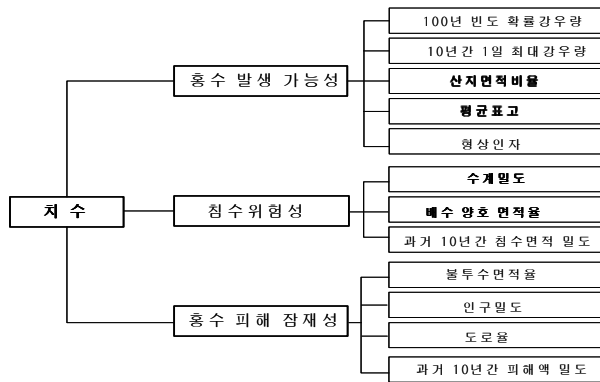 치수
홍수 발생 가능성
100년 빈도 확률강우량
10년간 1일 최대강우량
산지면적비율
평균표고
형상인자
침수위험성
수계밀도
배수 양호 면적율
과거 10년간 침수면적 밀도
홍수 피해 잠재성
불투수면적율
인구밀도
도로율
과거 10년간 피해액 밀도